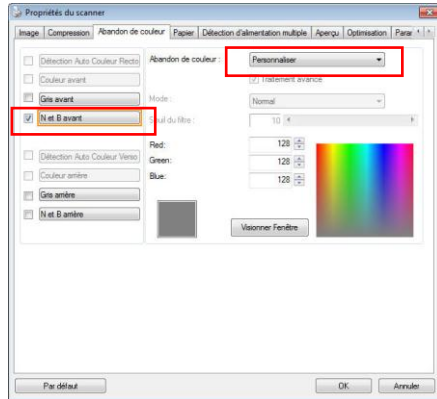 Propriétés du scanner
Image Compression Abandon de couleur Papier Détection d'alimentation multiple Aperçu Optimisation Para
Détection Auto Couleur Recto
Abandon de couleur :
Personnaliser
Couleur avant
Traitement avancé
Gris avant
Mode :
Normal
N et B avant
Seuil du filtre :
10
Red:
128
Détection Auto Couleur Verso
Green:
128
Couleur arrière
Blue:
128
Gris arrière
N et B arrière
Visionner Fenêtre
Par défaut
OK
Annuler